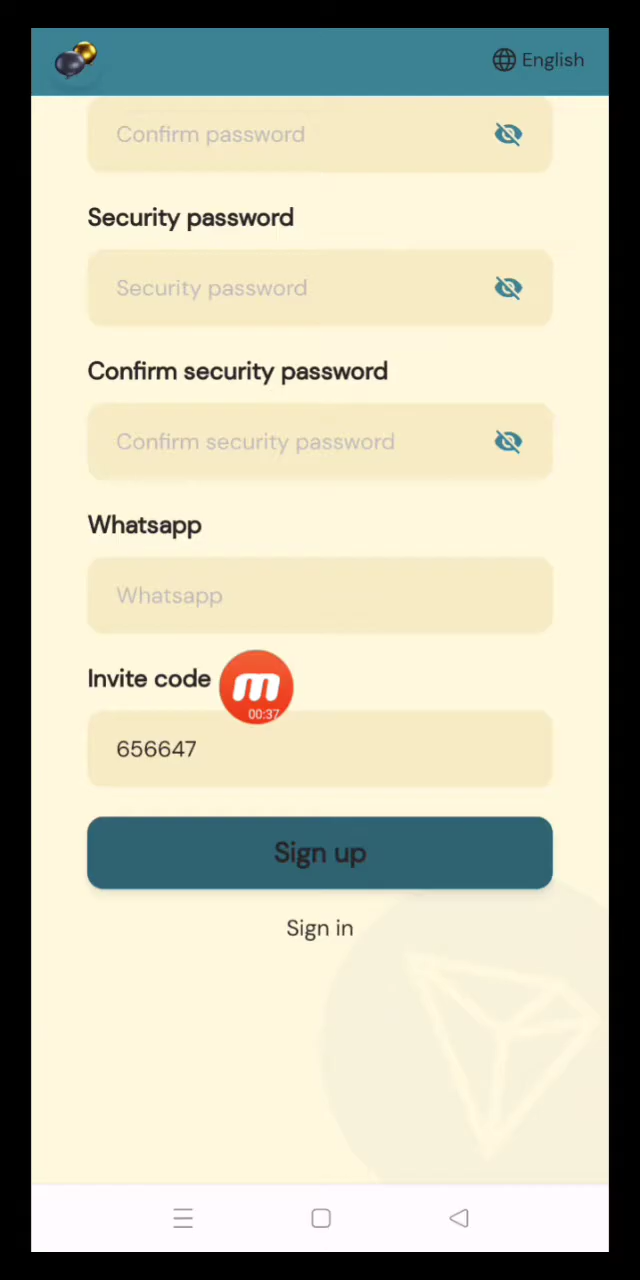 English
Confirm password
Security password
Security password
Confirm security password
Confirm security password
Whatsapp
Whatsapp
Invite code
m
00:37
656647
Sign up
Sign in